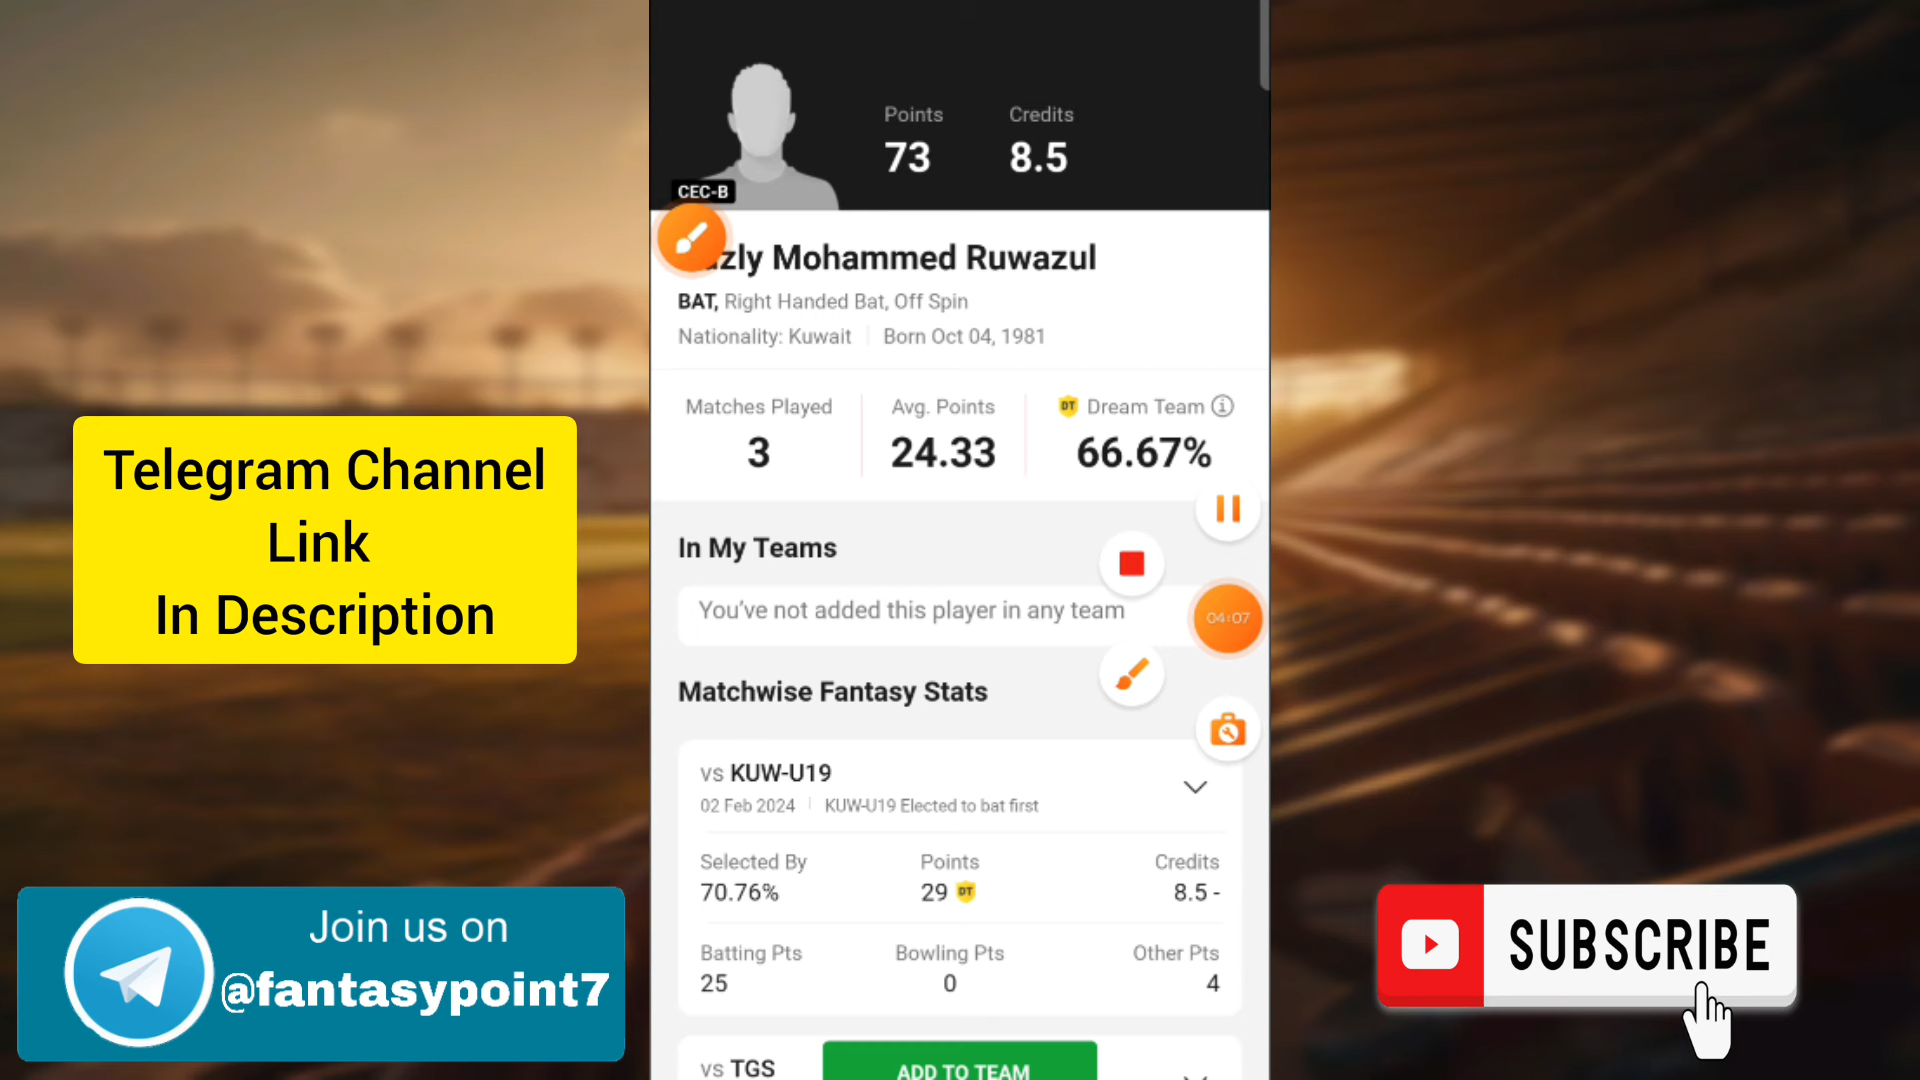 Points
Credits
73
8.5
CEC-B
zly Mohammed Ruwazul
BAT, Right Handed Bat, Off Spin
Nationality: Kuwait
Born Oct 04, 1981
Matches Played
Avg. Points
DT Dream Team
3
24.33
66.67%
In My Teams
You've not added this player in any team
04:07
Matchwise Fantasy Stats
vs KUW-U19
02 Feb 2024
KUW-U19 Elected to bat first
Selected By
Points
Credits
70.76%
29 DT
8.5 -
Batting Pts
Bowling Pts
Other Pts
25
0
4
vs TGS
ADD TO TEAM
Telegram Channel
Link
In Description
Join us on
@fantasypoint7
SUBSCRIBE